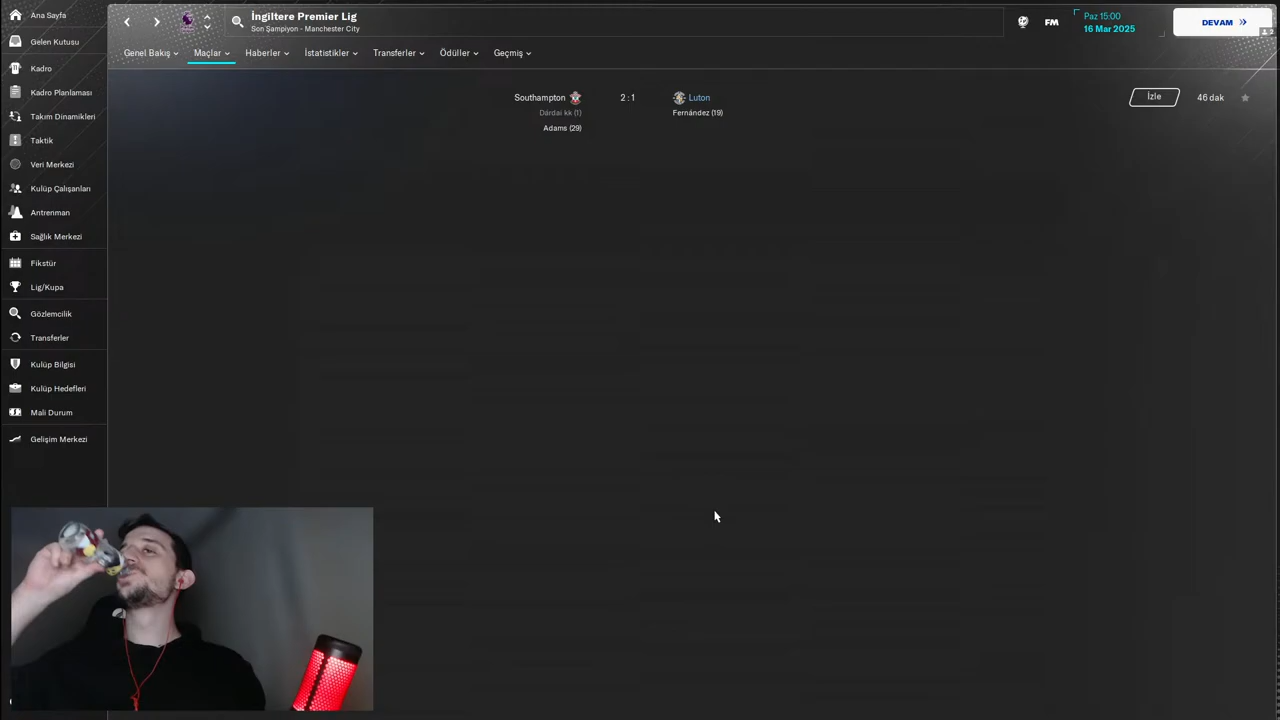 Ana Sayfa
Gelen Kutusu
Kadro
Kadro Planlaması
Takım Dinamikleri
Taktik
Veri Merkezi
Kulüp Çalışanları
Antrenman
Sağlık Merkezi
Fikstür
Lig/Kupa
Gözlemcilik
Transferler
Kulüp Bilgisi
Kulüp Hedefleri
Mali Durum
Gelişim Merkezi
İngiltere Premier Lig
Son Şampiyon - Manchester City
FM
Paz 15:00
16 Mar 2025
DEVAM
2
Genel Bakış
Maçlar
Haberler
İstatistikler
Transferler
Ödüller
Geçmiş
Southampton 2 : 1 Luton
Dárdai kk (1) Fernández (19)
Adams (29)
İzle
46 dak